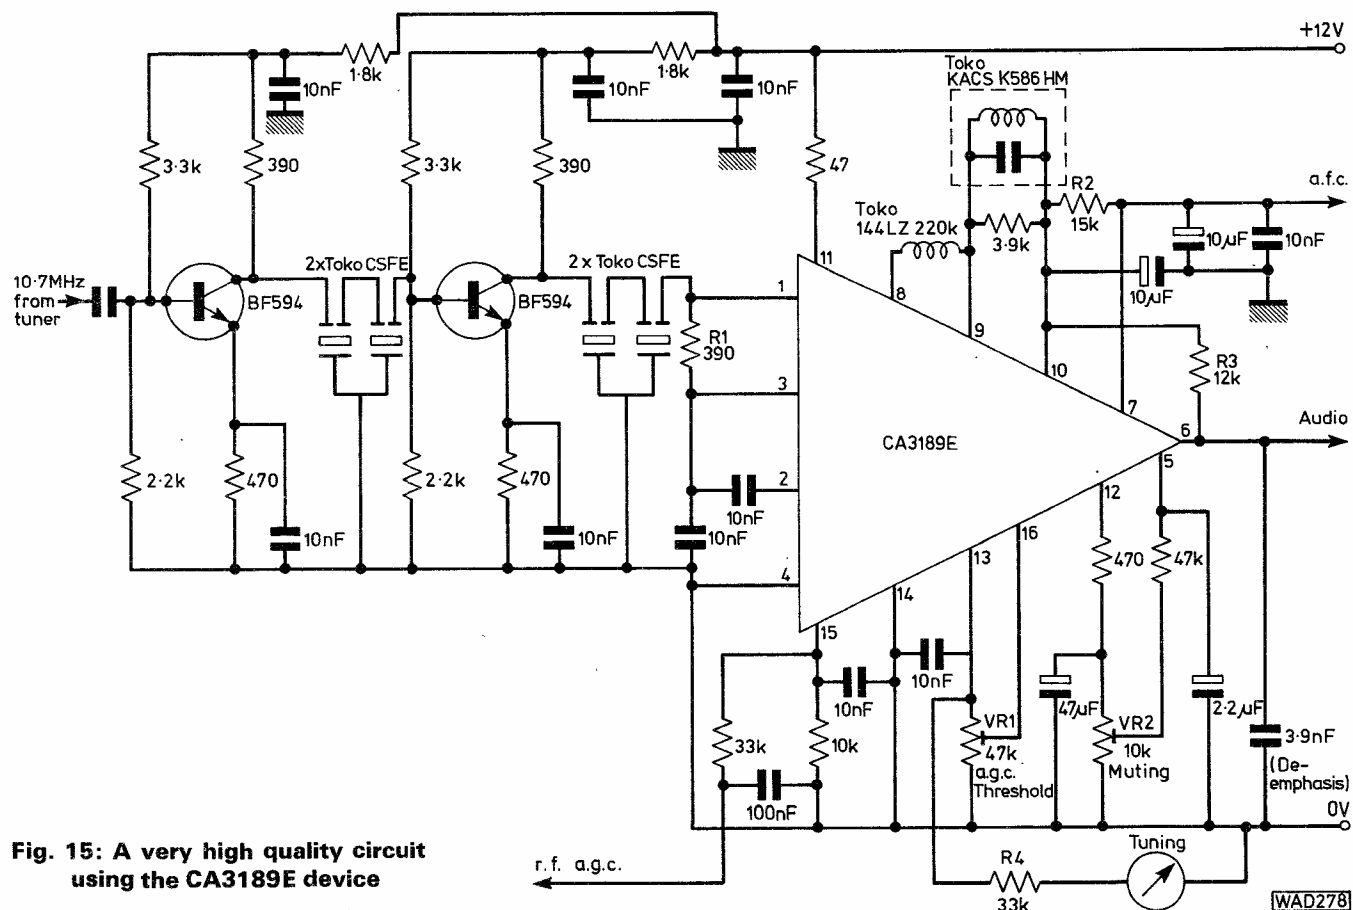 +12V
1·8k
10nF
1·8k
10nF
10nF
Toko
KACS K586HM
3·3k
390
3·3k
390
47
R2
15k
a.f.c.
Toko
144LZ 220k
3·9k
10µF
10nF
10µF
10·7MHz
from
tuner
BF594
2xToko CSFE
BF594
2 x Toko CSFE
1
11
8
9
10
7
R1
390
R3
12k
3
CA3189E
6
Audio
2·2k
470
2·2k
470
2
5
12
10nF
10nF
10nF
10nF
16
13
470
47k
4
14
15
10nF
10nF
33k
10k
VR1
47k
a.g.c.
Threshold
47µF
VR2
10k
Muting
2·2µF
3·9nF
(De-
emphasis)
100nF
0V
Fig. 15: A very high quality circuit
using the CA3189E device
r.f. a.g.c.
R4
33k
Tuning
WAD278